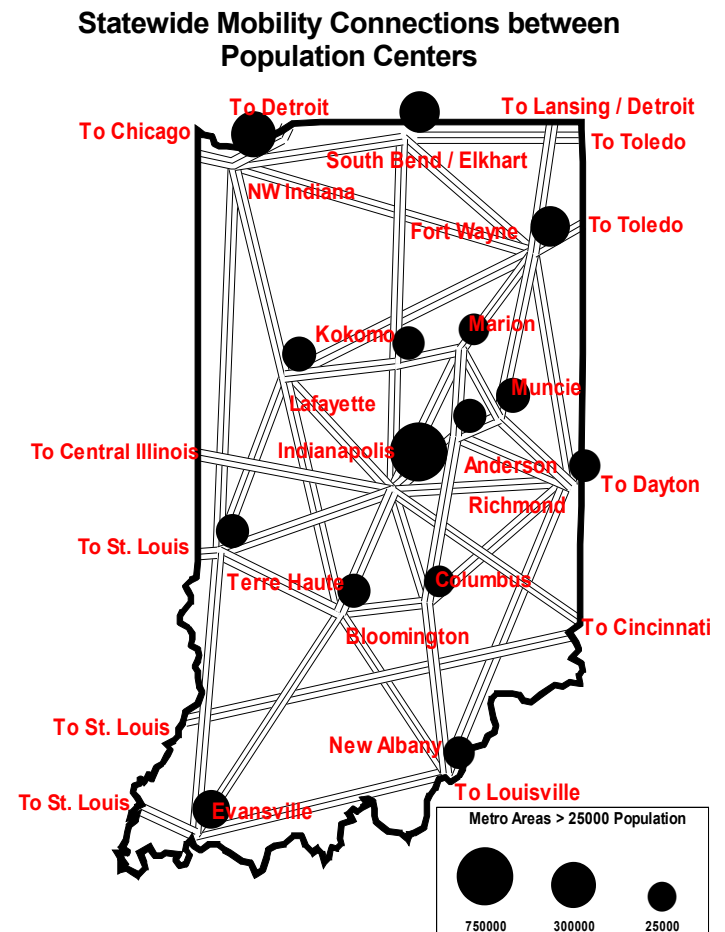 Statewide Mobility Connections between
Population Centers
To Detroit
To Lansing / Detroit
To Chicago
To Toledo
South Bend / Elkhart
NW Indiana
To Toledo
Fort Wayne
Marion
Kokomo
Muncie
Lafayette
Indianapolis
To Central Illinois
Anderson
To Dayton
Richmond
To St. Louis
Terre Haute
Columbus
To Cincinnati
Bloomington
To St. Louis
New Albany
To Louisville
To St. Louis
Evansville
Metro Areas > 25000 Population
750000 300000 25000